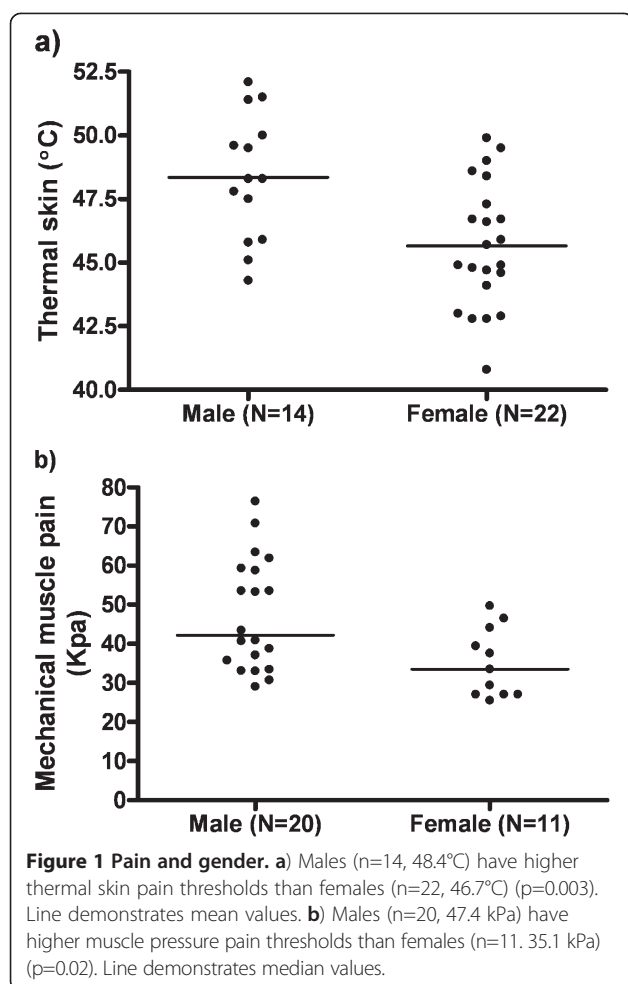 a)
Thermal skin (°C)
52.5
50.0
47.5
45.0
42.5
40.0
Male (N=14) Female (N=22)
b)
Mechanical muscle pain
(Kpa)
80
70
60
50
40
30
20
10
0
Male (N=20) Female (N=11)
Figure 1 Pain and gender. a) Males (n=14, 48.4°C) have higher
thermal skin pain thresholds than females (n=22, 46.7°C) (p=0.003).
Line demonstrates mean values. b) Males (n=20, 47.4 kPa) have
higher muscle pressure pain thresholds than females (n=11. 35.1 kPa)
(p=0.02). Line demonstrates median values.